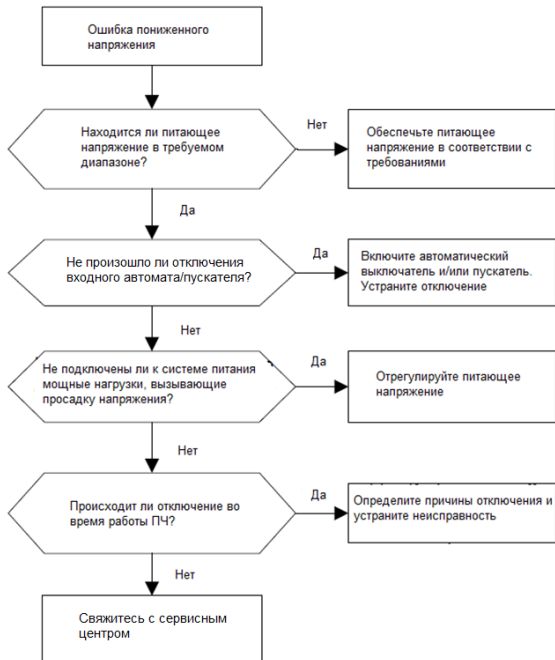 Ошибка пониженного
напряжения
Находится ли питающее
напряжение в требуемом
диапазоне?
Нет
Обеспечьте питающее
напряжение в соответствии с
требованиями
Да
Не произошло ли отключения
входного автомата/пускателя?
Да
Включите автоматический
выключатель и/или пускатель.
Устраните отключение
Нет
Не подключены ли к системе питания
мощные нагрузки, вызывающие
просадку напряжения?
Да
Отрегулируйте питающее
напряжение
Нет
Происходит ли отключение во
время работы ПЧ?
Да
Определите причины отключения и
устраните неисправность
Нет
Свяжитесь с сервисным
центром